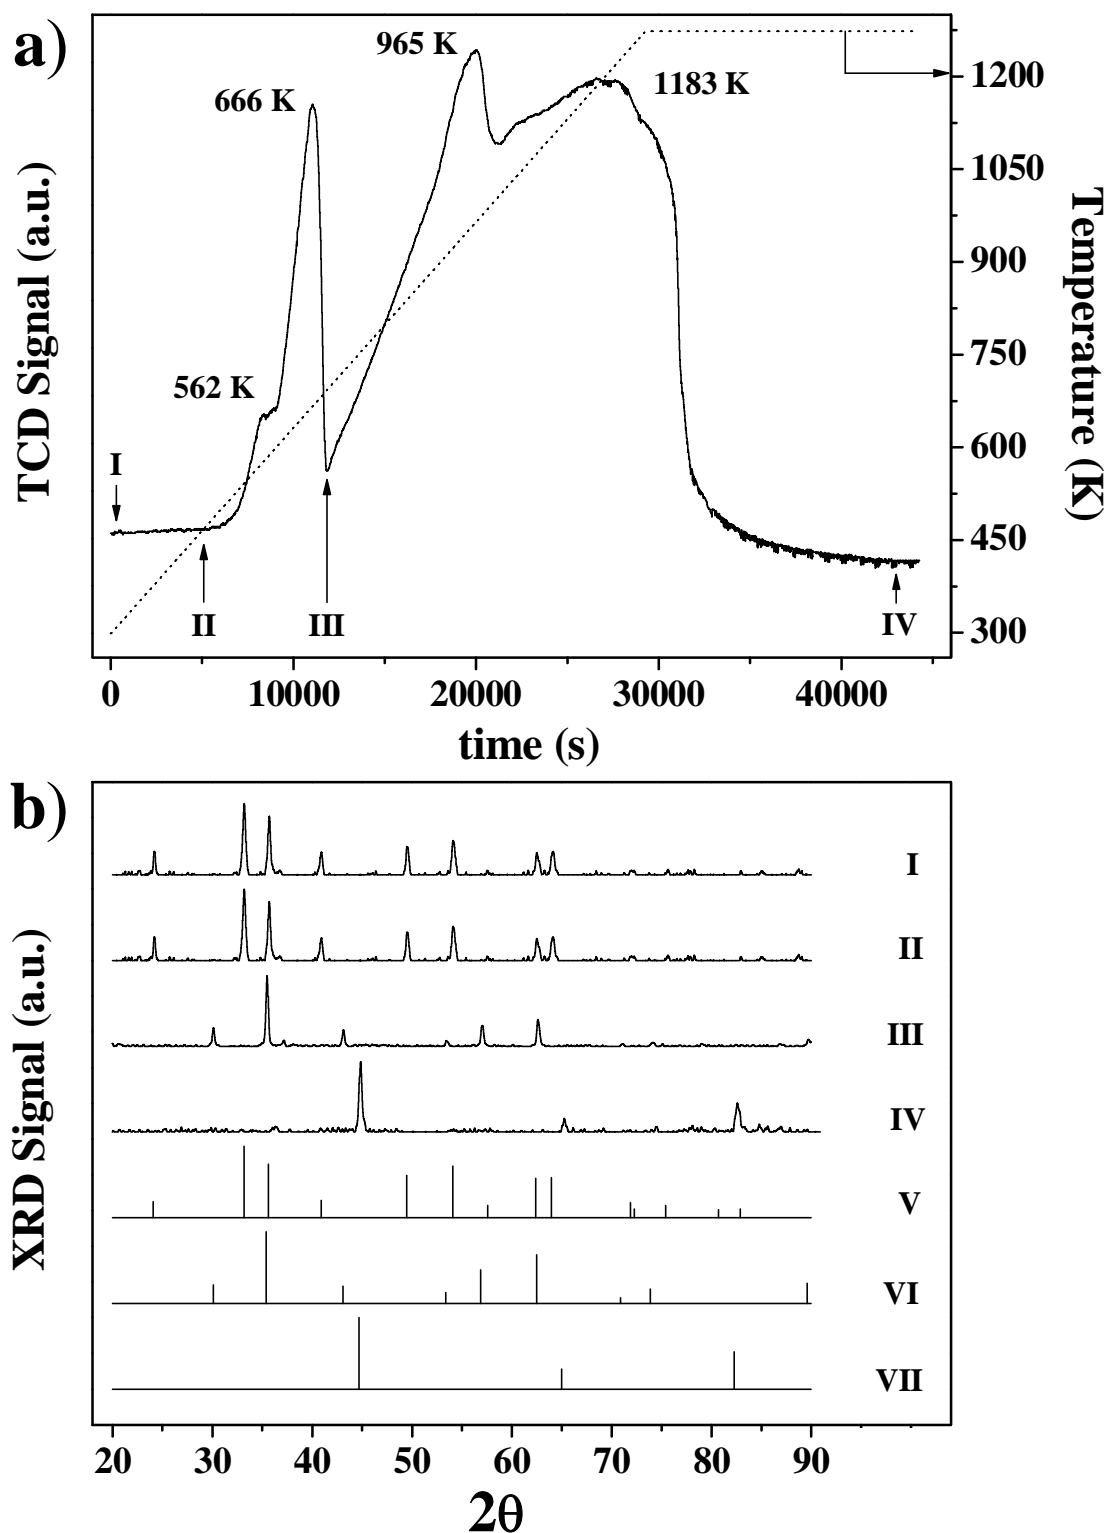 a)
965 K
666 K
1183 K
562 K
I
II
III
IV
TCD Signal (a.u.)
1200
1050
900
750
600
450
300
Temperature (K)
0
10000
20000
30000
40000
time (s)
b)
I
II
III
IV
V
VI
VII
XRD Signal (a.u.)
20
30
40
50
60
70
80
90
2θ